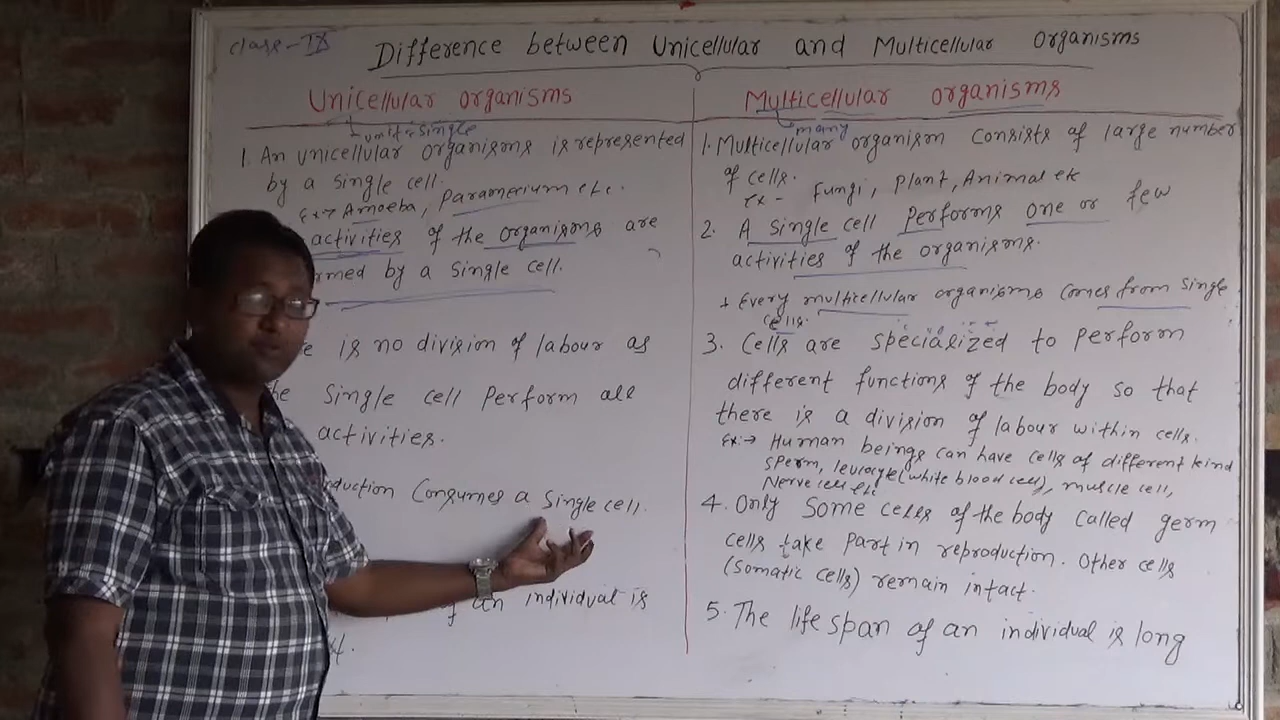 Class-IX
Difference between Unicellular and Multicellular Organisms
Unicellular organisms
unit = single
1. An unicellular organisms is represented
by a single cell.
Ex→ Amoeba, Paramerium etc.
activities of the organisms are
rmed by a single cell.
e is no division of labour as
he single cell perform all
activities.
duction Consumes a single cell.
of an individual is
Multicellular organisms
many
1. Multicellular organism consists of large number
of cells.
Ex - Fungi, Plant, Animal etc
2. A single cell performs one or few
activities of the organisms.
+ Every multicellular organisms comes from single
cells.
3. Cells are specialized to perform
different functions of the body so that
there is a division of labour within cells.
Ex:→ Human beings can have cells of different kind
sperm, leucocyte (white blood cell), muscle cell,
Nerve cell etc
4. Only some cells of the body called germ
cells take part in reproduction. Other cells
(somatic cells) remain intact.
5. The life span of an individual is long